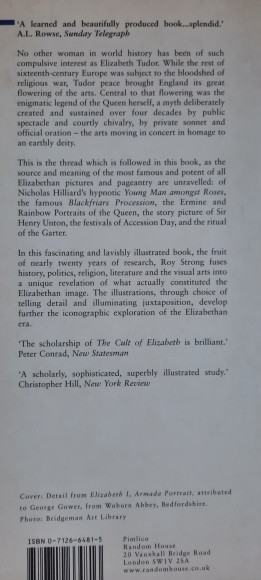 'A learned and beautifully produced book...splendid.'
A.L. Rowse, Sunday Telegraph
No other woman in world history has been of such
compulsive interest as Elizabeth Tudor. While the rest of
sixteenth-century Europe was subject to the bloodshed of
religious war, Tudor peace brought England its great
flowering of the arts. Central to that flowering was the
enigmatic legend of the Queen herself, a myth deliberately
created and sustained over four decades by public
spectacle and courtly chivalry, by private sonnet and
official oration – the arts moving in concert in homage to
an earthly deity.
This is the thread which is followed in this book, as the
source and meaning of the most famous and potent of all
Elizabethan pictures and pageantry are unravelled: of
Nicholas Hilliard's hypnotic Young Man amongst Roses,
the famous Blackfriars Procession, the Ermine and
Rainbow Portraits of the Queen, the story picture of Sir
Henry Unton, the festivals of Accession Day, and the ritual
of the Garter.
In this fascinating and lavishly illustrated book, the fruit
of nearly twenty years of research, Roy Strong fuses
history, politics, religion, literature and the visual arts into
a unique revelation of what actually constituted the
Elizabethan image. The illustrations, through choice of
telling detail and illuminating juxtaposition, develop
further the iconographic exploration of the Elizabethan
era.
'The scholarship of The Cult of Elizabeth is brilliant.'
Peter Conrad, New Statesman
'A scholarly, sophisticated, superbly illustrated study.'
Christopher Hill, New York Review
Cover: Detail from Elizabeth I, Armada Portrait, attributed
to George Gower, from Woburn Abbey, Bedfordshire.
Photo: Bridgeman Art Library
ISBN 0-7126-6481-5
Pimlico
Random House
20 Vauxhall Bridge Road
London SW1V 2SA
www.randomhouse.co.uk